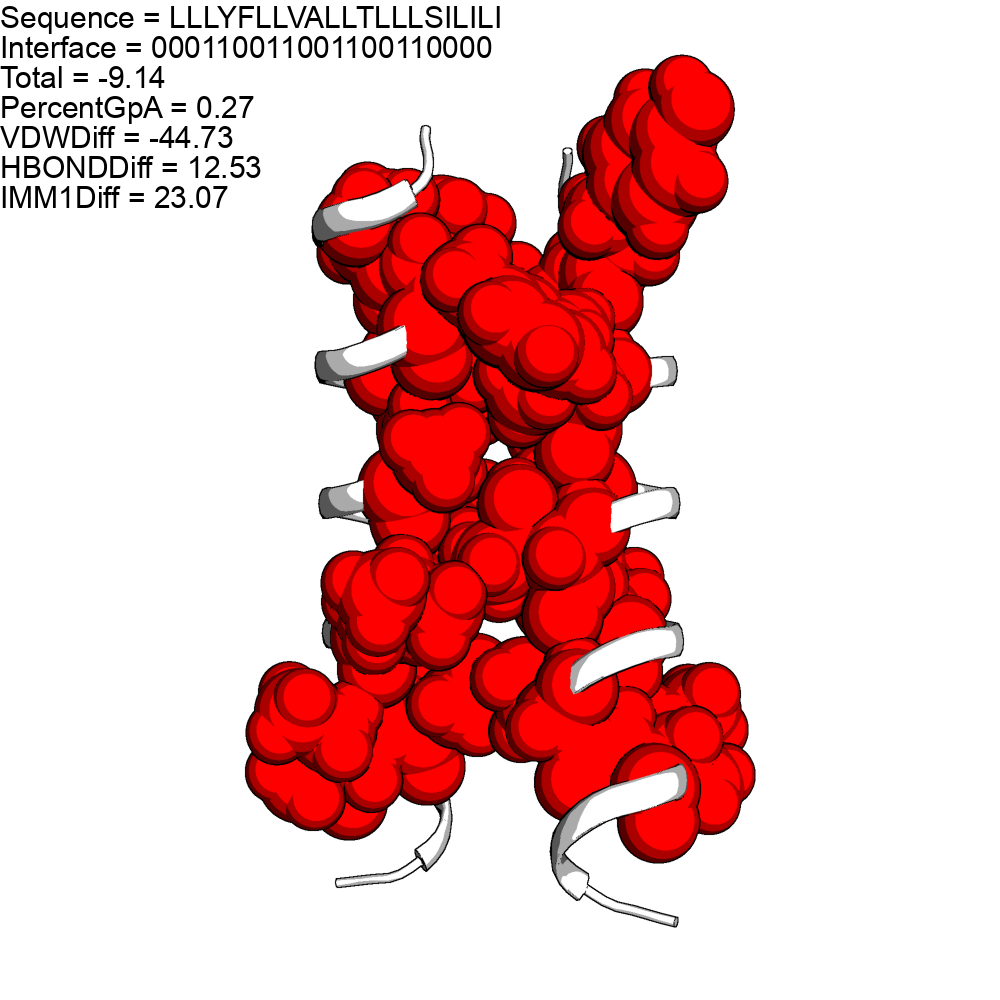 Sequence = LLLYFLLVALLTLLLSILILI
Interface = 000110011001100110000
Total = -9.14
PercentGpA = 0.27
VDWDiff = -44.73
HBONDDiff = 12.53
IMM1Diff = 23.07